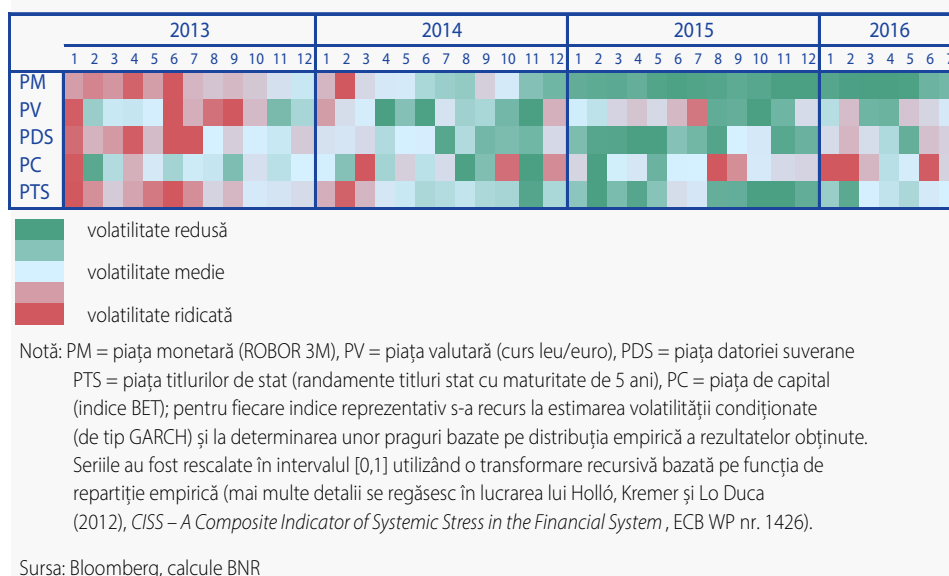 2013 2014 2015 2016
1 2 3 4 5 6 7 8 9 10 11 12 1 2 3 4 5 6 7 8 9 10 11 12 1 2 3 4 5 6 7 8 9 10 11 12 1 2 3 4 5 6
PM
PV
PDS
PC
PTS
volatilitate redusă
volatilitate medie
volatilitate ridicată
Notă: PM = piața monetară (ROBOR 3M), PV = piața valutară (curs leu/euro), PDS = piața datoriei suverane
PTS = piața titlurilor de stat (randamente titluri stat cu maturitate de 5 ani), PC = piața de capital
(indice BET); pentru fiecare indice reprezentativ s-a recurs la estimarea volatilității condiționate
(de tip GARCH) și la determinarea unor praguri bazate pe distribuția empirică a rezultatelor obținute.
Seriile au fost rescalate în intervalul [0,1] utilizând o transformare recursivă bazată pe funcția de
repartiție empirică (mai multe detalii se regăsesc în lucrarea lui Holló, Kremer și Lo Duca
(2012), CISS – A Composite Indicator of Systemic Stress in the Financial System , ECB WP nr. 1426).
Sursa: Bloomberg, calcule BNR